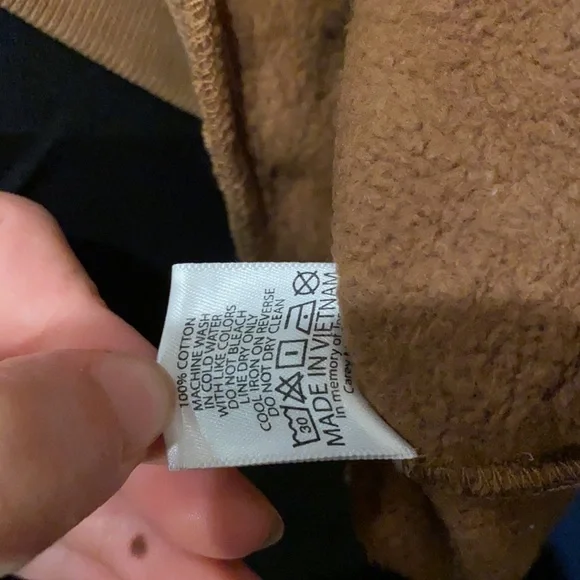 100% COTTON
MACHINE WASH
COLD WATER
WITH LIKE COLORS
DO NOT BLEACH
LINE DRY ONLY
COOL IRON ON REVERSE
DO NOT DRY CLEAN
30
MADE IN VIETNAM
In memory of
Carey